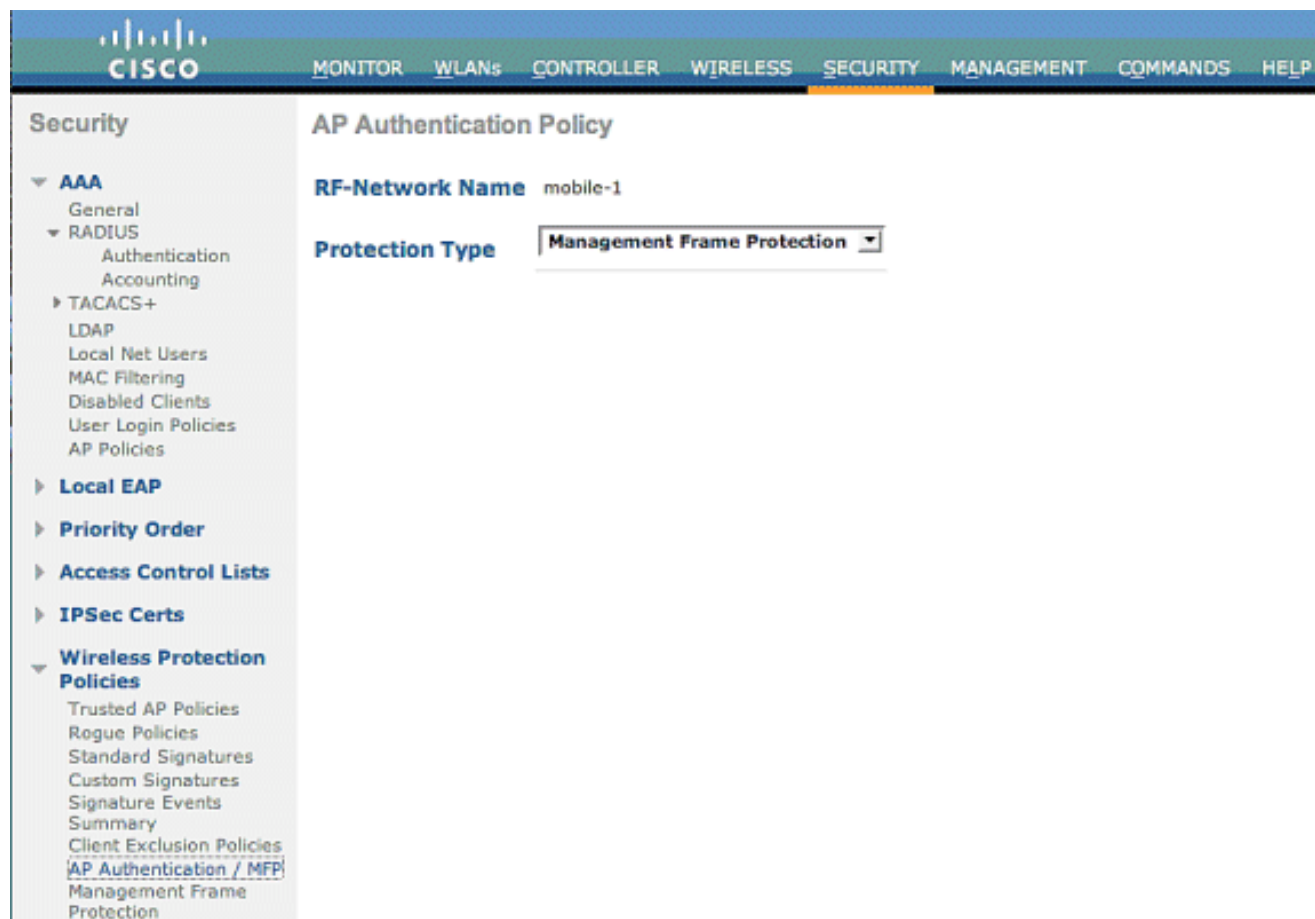 CISCO
MONITOR WLANs CONTROLLER WIRELESS SECURITY MANAGEMENT COMMANDS HELP
Security
AAA
General
RADIUS
Authentication
Accounting
TACACS+
LDAP
Local Net Users
MAC Filtering
Disabled Clients
User Login Policies
AP Policies
Local EAP
Priority Order
Access Control Lists
IPSec Certs
Wireless Protection
Policies
Trusted AP Policies
Rogue Policies
Standard Signatures
Custom Signatures
Signature Events
Summary
Client Exclusion Policies
AP Authentication / MFP
Management Frame
Protection
AP Authentication Policy
RF-Network Name mobile-1
Protection Type Management Frame Protection